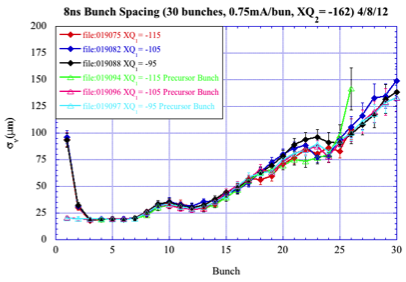 8ns Bunch Spacing (30 bunches, 0.75mA/bun, XQ2 = -162) 4/8/12
200
file:019075 XQ1 = -115
file:019082 XQ1 = -105
file:019088 XQ1 = -95
file:019094 XQ1 = -115 Precursor Bunch
file:019096 XQ1 = -105 Precursor Bunch
file:019097 XQ1 = -95 Precursor Bunch
175
150
125
100
75
50
25
0
σv(μm)
0 5 10 15 20 25 30
Bunch